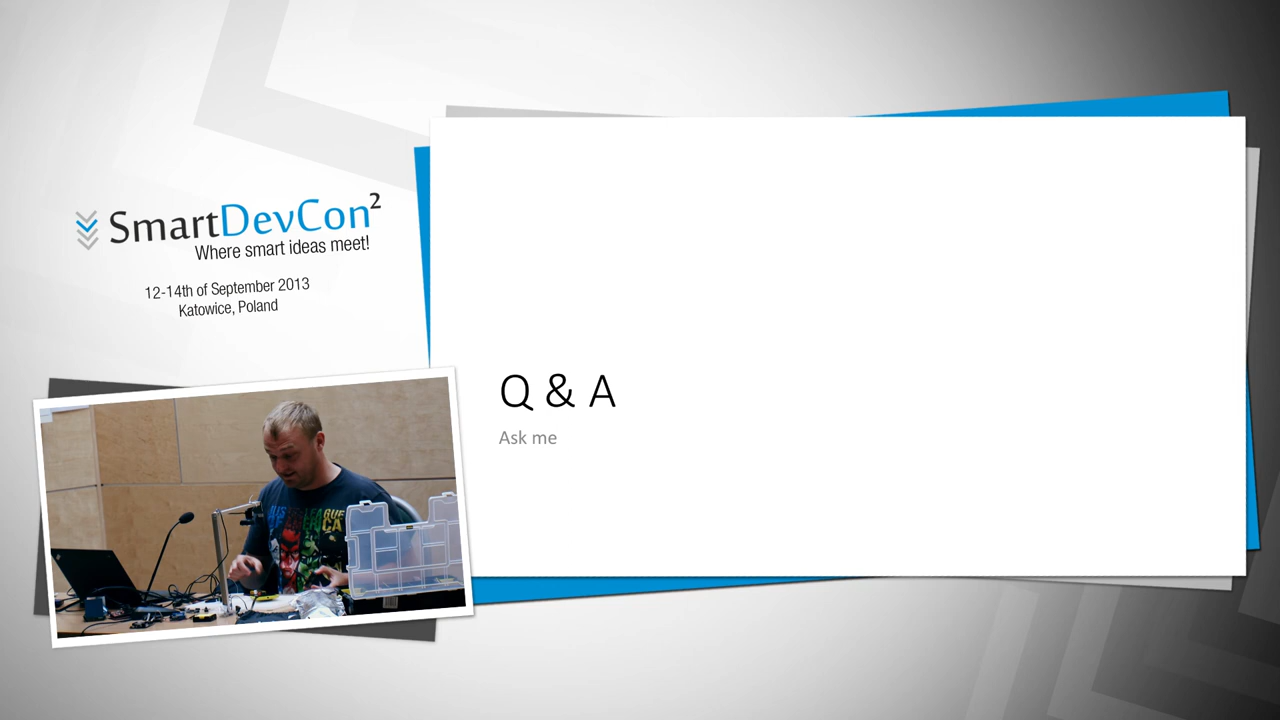 SmartDevCon²
Where smart ideas meet!
12-14th of September 2013
Katowice, Poland
Q & A
Ask me